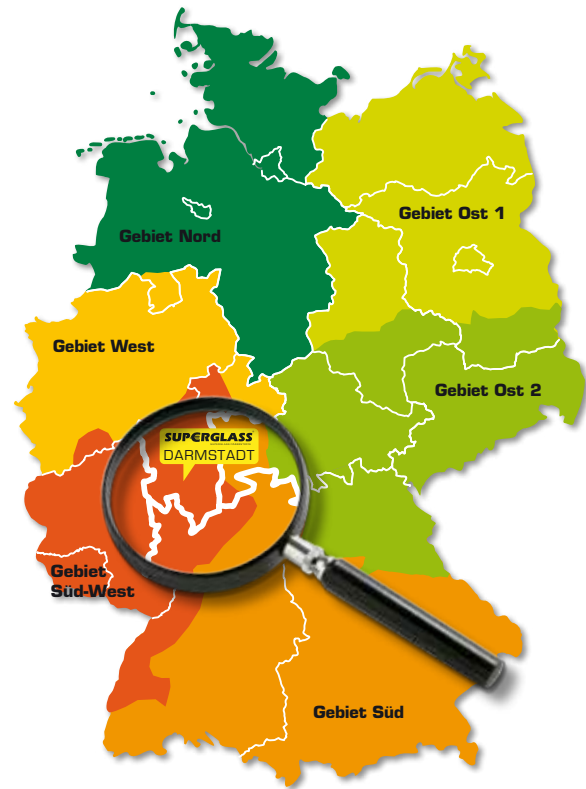 Gebiet Nord
Gebiet Ost 1
Gebiet West
Gebiet Ost 2
SUPERGLASS
DARMSTADT
Gebiet
Süd-West
Gebiet Süd